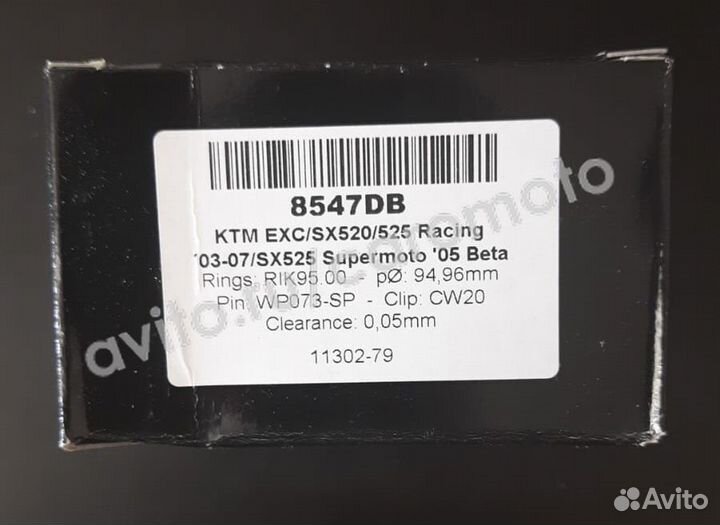 8547DB
KTM EXC/SX520/525 Racing
'03-07/SX525 Supermoto '05 Beta
Rings: RIK95.00 - pØ: 94,96mm
Pin: WP073-SP - Clip: CW20
Clearance: 0,05mm
11302-79
Avito